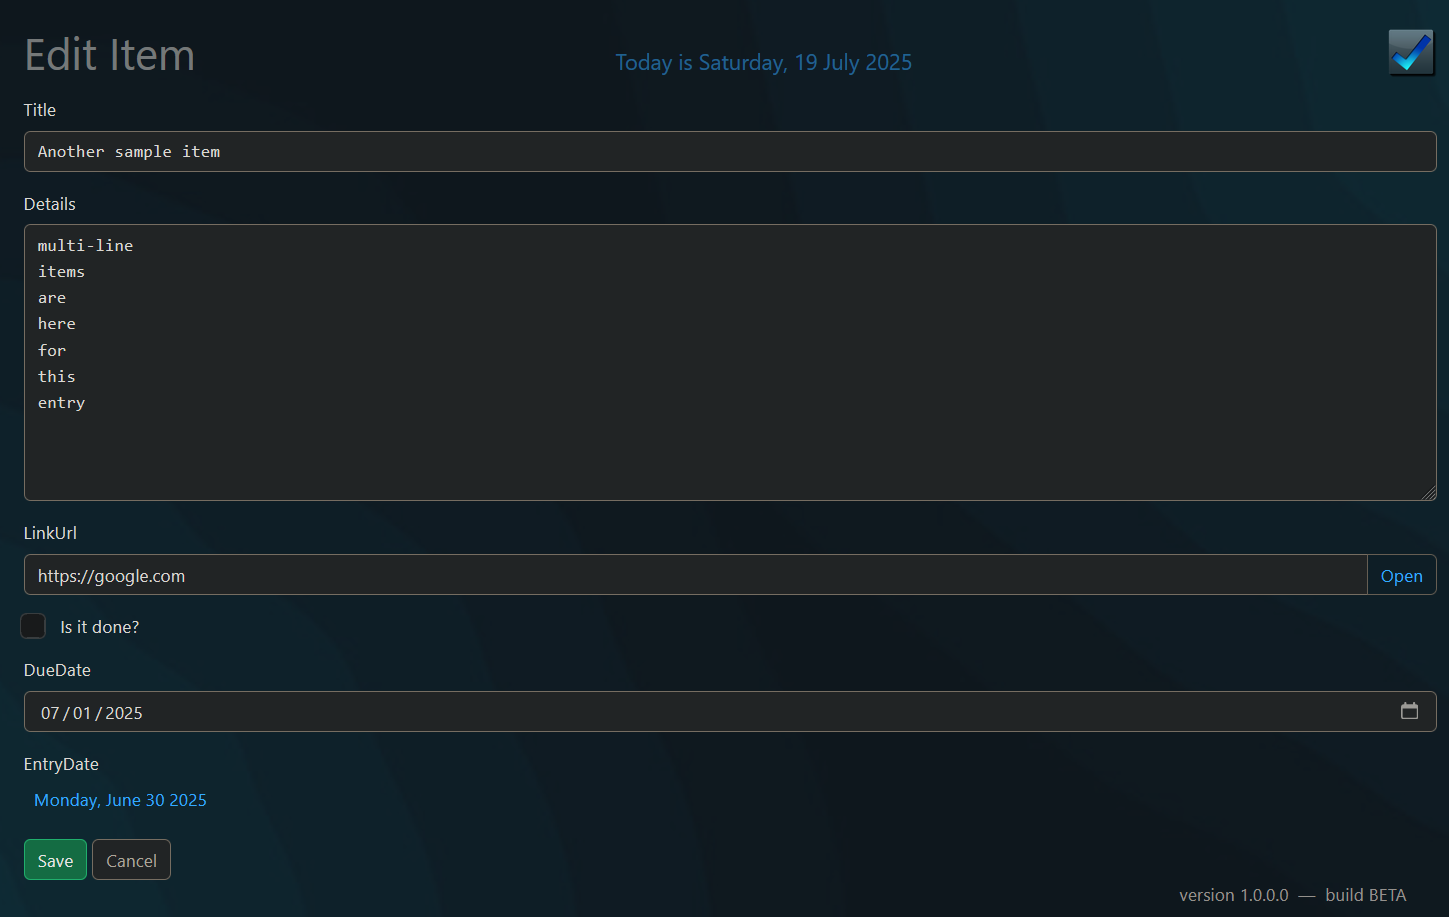 Edit Item
Today is Saturday, 19 July 2025
Title
Another sample item
Details
multi-line
items
are
here
for
this
entry
LinkUrl
https://google.com
Open
Is it done?
DueDate
07/01/2025
EntryDate
Monday, June 30 2025
Save
Cancel
version 1.0.0.0 — build BETA